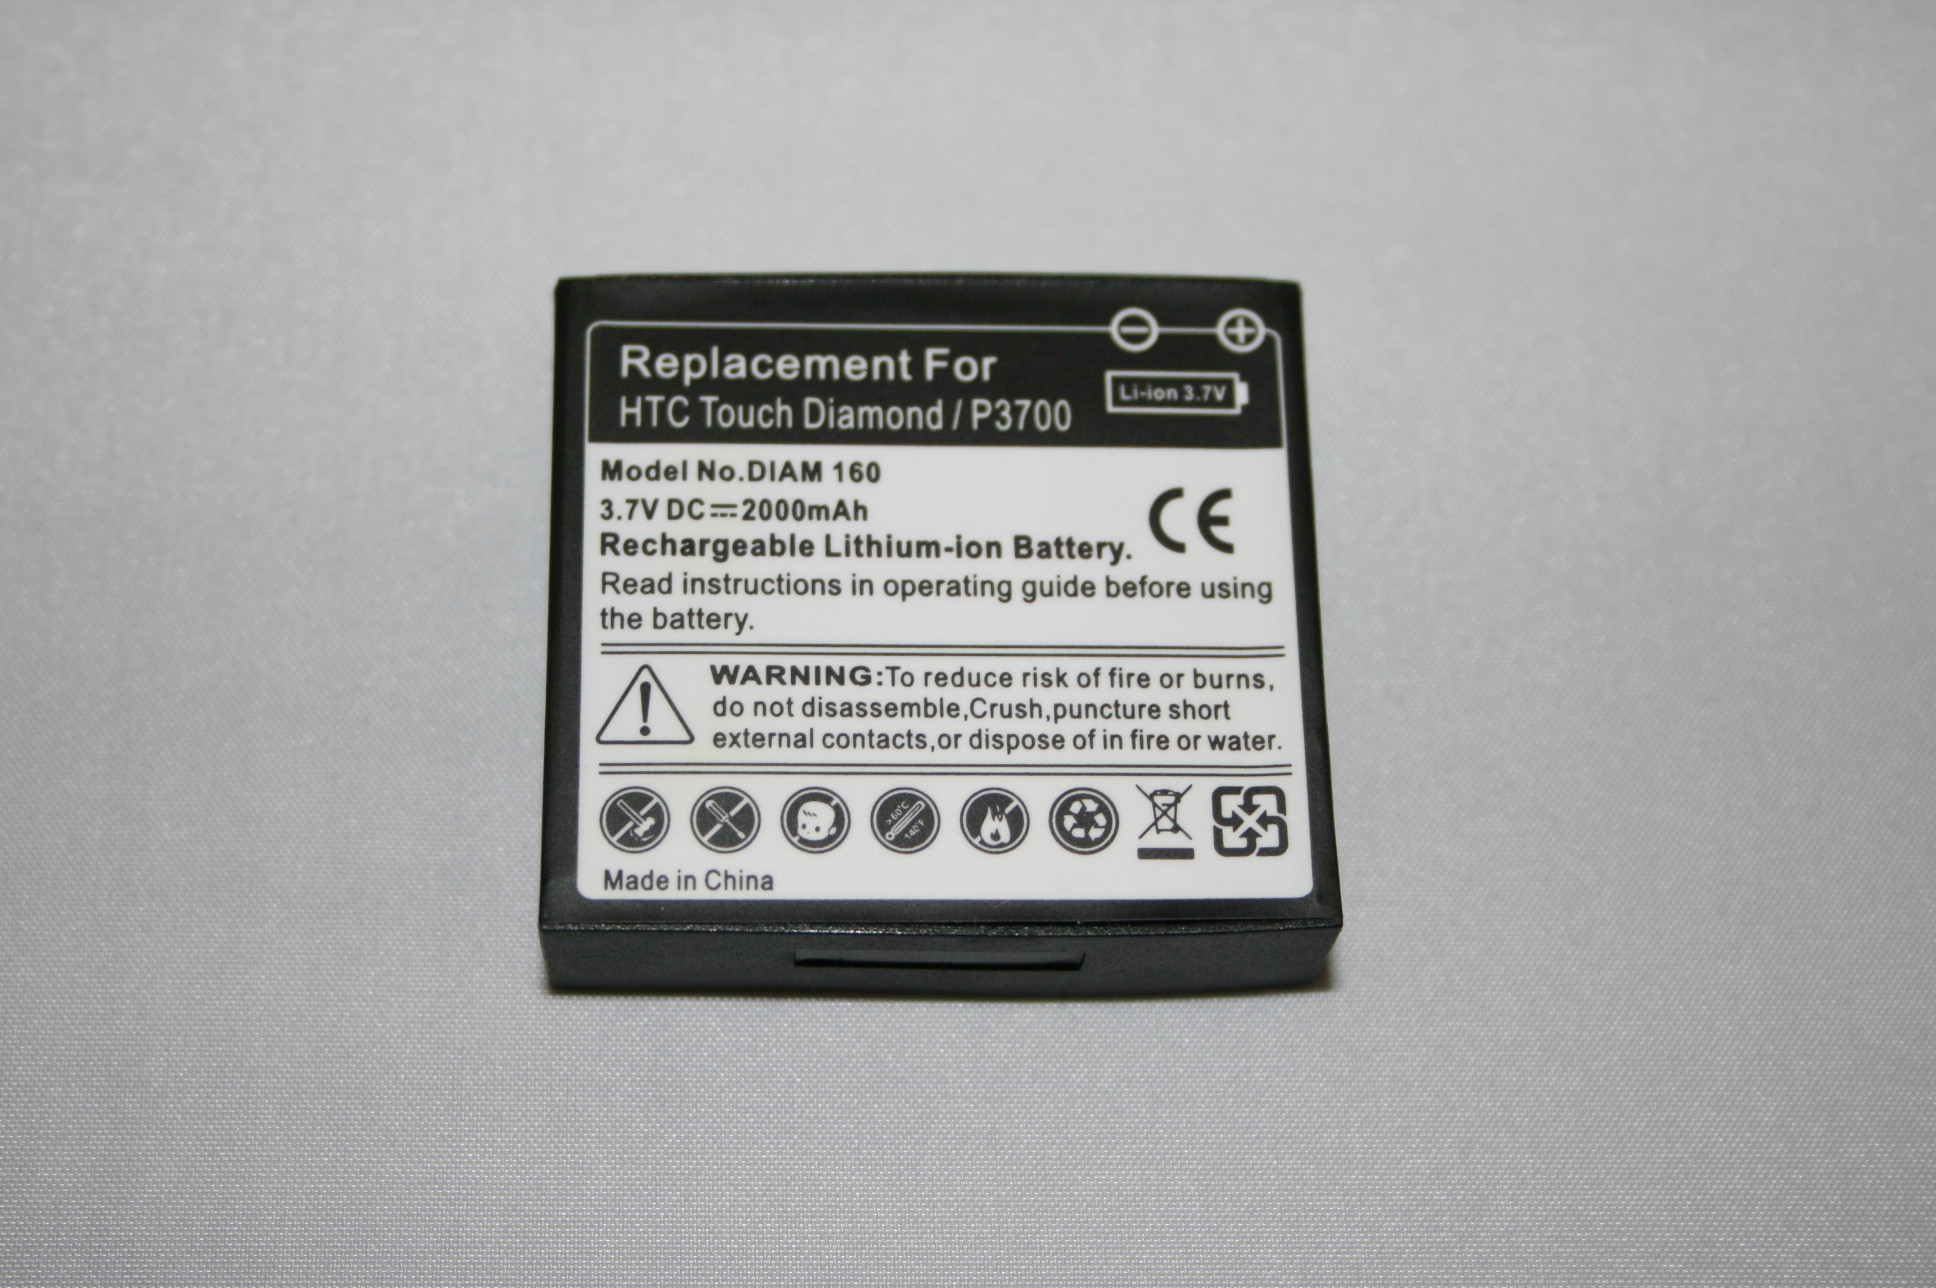 Replacement For
HTC Touch Diamond / P3700
Li-ion 3.7V
Model No.DIAM 160
3.7V DC⎓2000mAh
CE
Rechargeable Lithium-ion Battery.
Read instructions in operating guide before using
the battery.
WARNING:To reduce risk of fire or burns,
do not disassemble,Crush,puncture short
external contacts,or dispose of in fire or water.
>60°C
140°F
Made in China